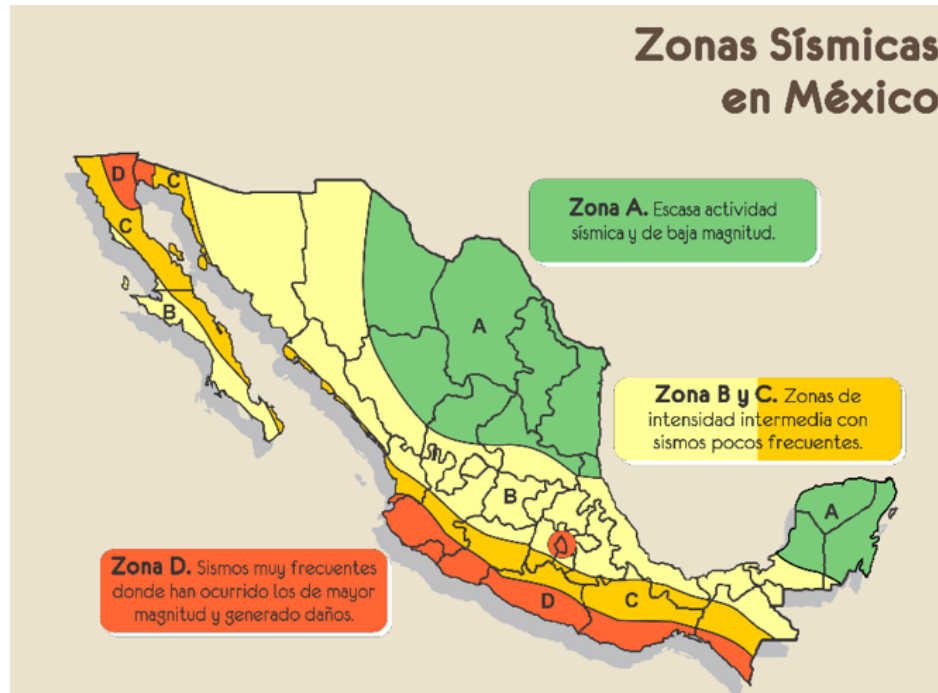 Zonas Sísmicas
en México
D
C
C
Zona A. Escasa actividad
sísmica y de baja magnitud.
B
A
Zona B y C. Zonas de
intensidad intermedia con
sismos pocos frecuentes.
B
A
Zona D. Sismos muy frecuentes
donde han ocurrido los de mayor
magnitud y generado daños.
D
C